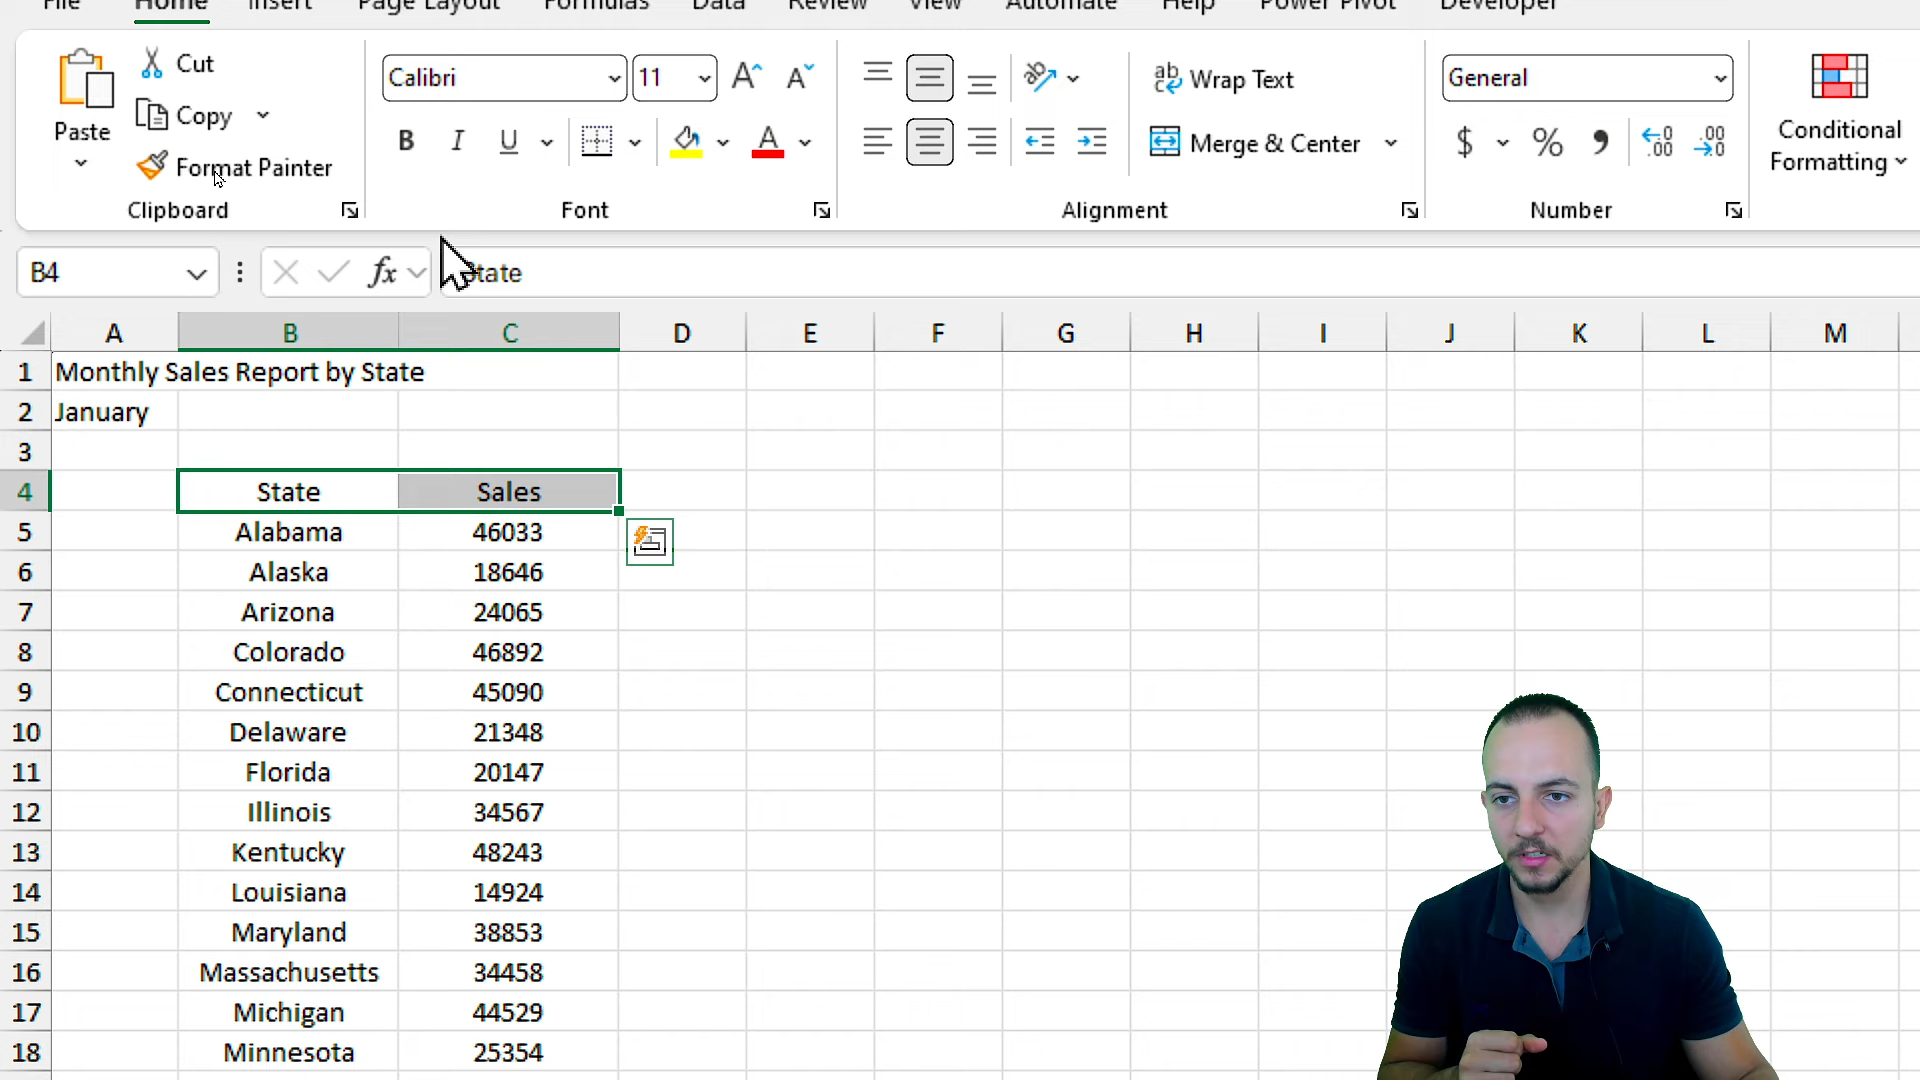 File Home Insert Page Layout Formulas Data Review View Automate Help Power Pivot Developer
Paste
Cut
Copy
Format Painter
Clipboard
Calibri 11
A A
B I U A
Font
ab
Wrap Text
Merge & Center
Alignment
General
$ % , .00 .00
Number
Conditional
Formatting
B4 fx State
A B C D E F G H I J K L M
1 Monthly Sales Report by State
2 January
3
4 State Sales
5 Alabama 46033
6 Alaska 18646
7 Arizona 24065
8 Colorado 46892
9 Connecticut 45090
10 Delaware 21348
11 Florida 20147
12 Illinois 34567
13 Kentucky 48243
14 Louisiana 14924
15 Maryland 38853
16 Massachusetts 34458
17 Michigan 44529
18 Minnesota 25354